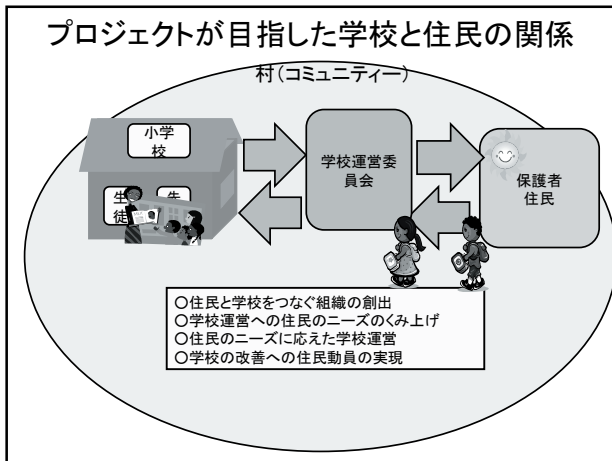 プロジェクトが目指した学校と住民の関係
村(コミュニティー)
小学
校
生
徒
先
学校運営委
員会
保護者
住民
○住民と学校をつなぐ組織の創出
○学校運営への住民のニーズのくみ上げ
○住民のニーズに応えた学校運営
○学校の改善への住民動員の実現